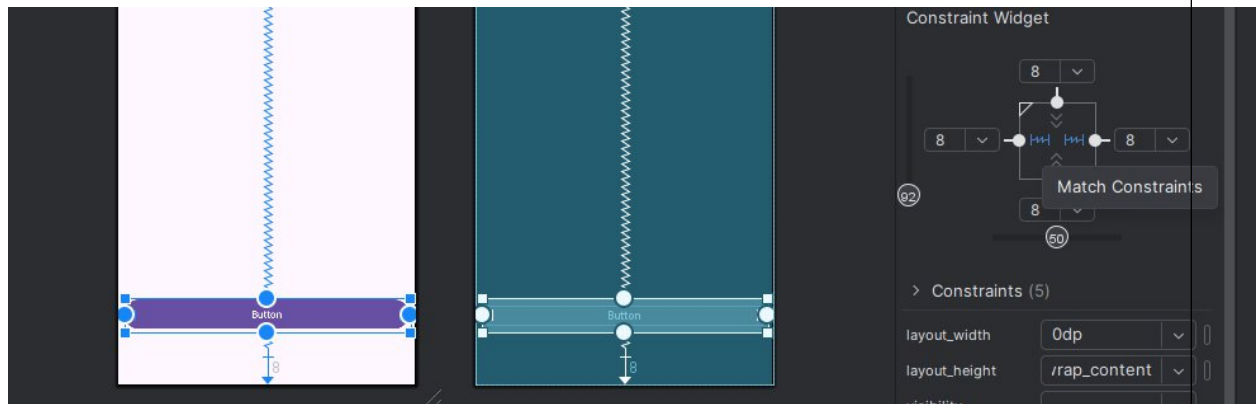 Constraint Widget
8
8
8
Match Constraints
92
8
50
Button
Button
Constraints (5)
8
8
layout_width
0dp
layout_height
rap_content